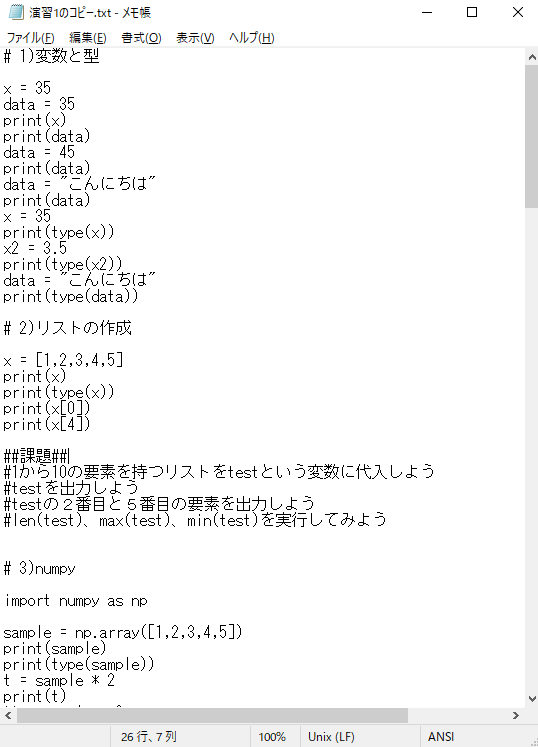 演習1のコピー.txt - メモ帳
ファイル(F) 編集(E) 書式(O) 表示(V) ヘルプ(H)
# 1)変数と型
x = 35
data = 35
print(x)
print(data)
data = 45
print(data)
data = "こんにちは"
print(data)
x = 35
print(type(x))
x2 = 3.5
print(type(x2))
data = "こんにちは"
print(type(data))
# 2)リストの作成
x = [1,2,3,4,5]
print(x)
print(type(x))
print(x[0])
print(x[4])
##課題##
#1から10の要素を持つリストをtestという変数に代入しよう
#testを出力しよう
#testの２番目と５番目の要素を出力しよう
#len(test)、max(test)、min(test)を実行してみよう
# 3)numpy
import numpy as np
sample = np.array([1,2,3,4,5])
print(sample)
print(type(sample))
t = sample * 2
print(t)
26 行、7 列 100% Unix (LF) ANSI